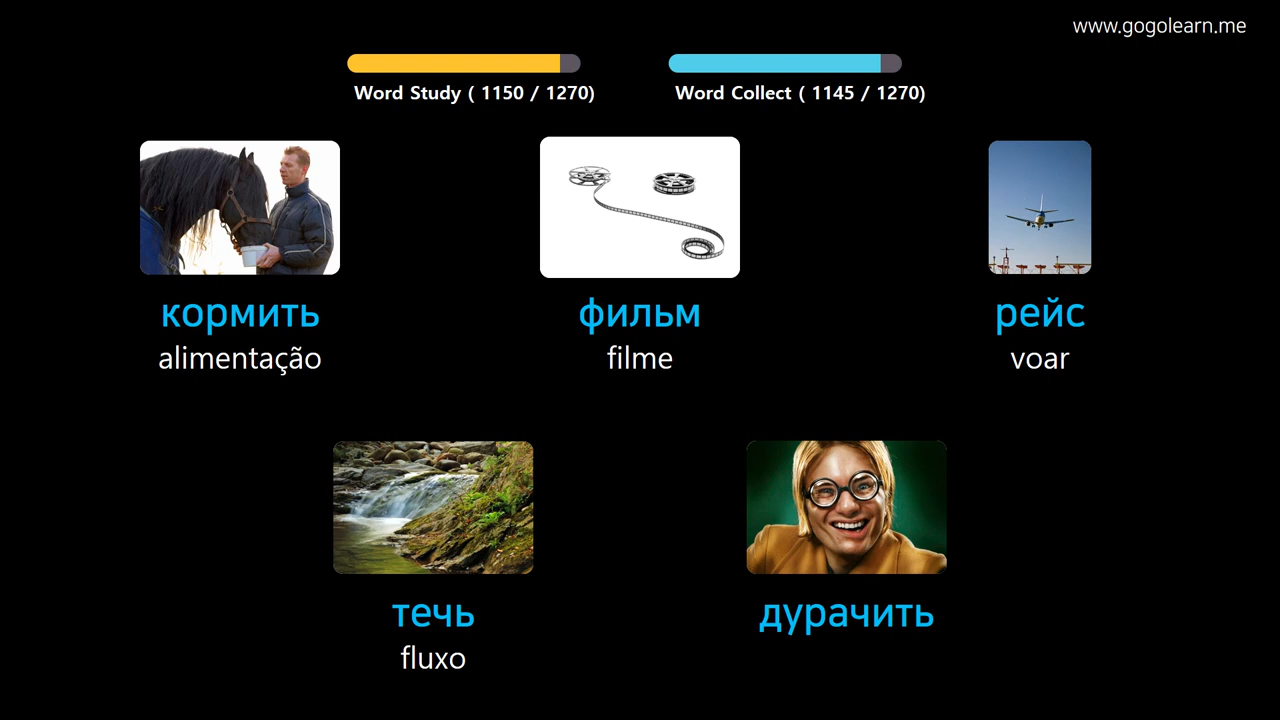 www.gogolearn.me
Word Study ( 1150 / 1270)
Word Collect ( 1145 / 1270)
кормить
alimentação
фильм
filme
рейс
voar
течь
fluxo
дурачить